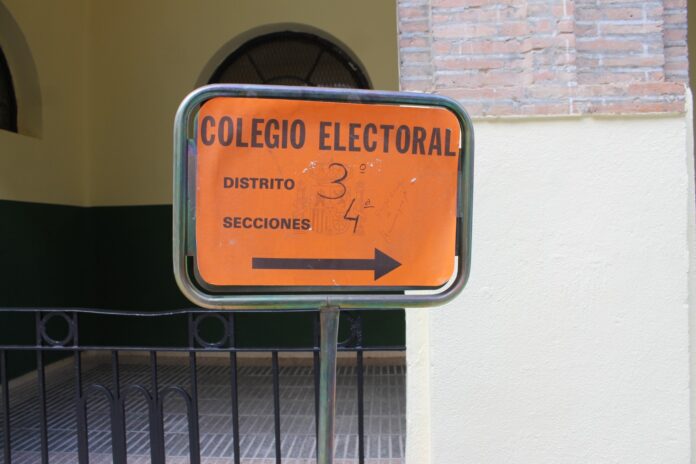 COLEGIO ELECTORAL
DISTRITO 3º
SECCIONES 4ª